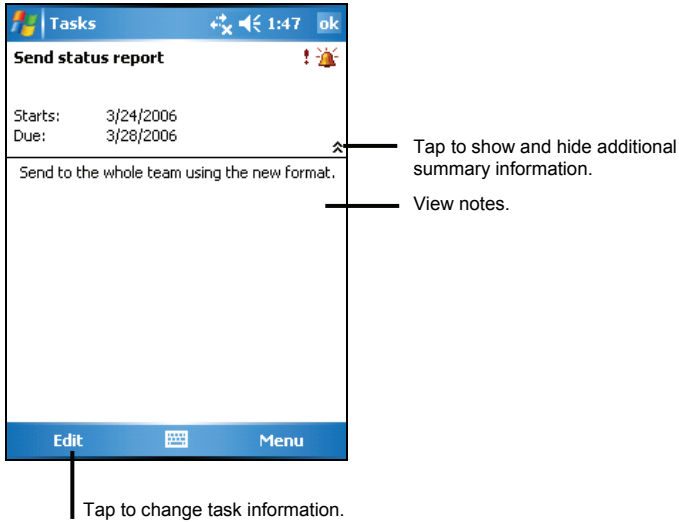 Tasks 1:47 ok
Send status report
Starts: 3/24/2006
Due: 3/28/2006
Tap to show and hide additional
summary information.
Send to the whole team using the new format.
View notes.
Edit Menu
Tap to change task information.